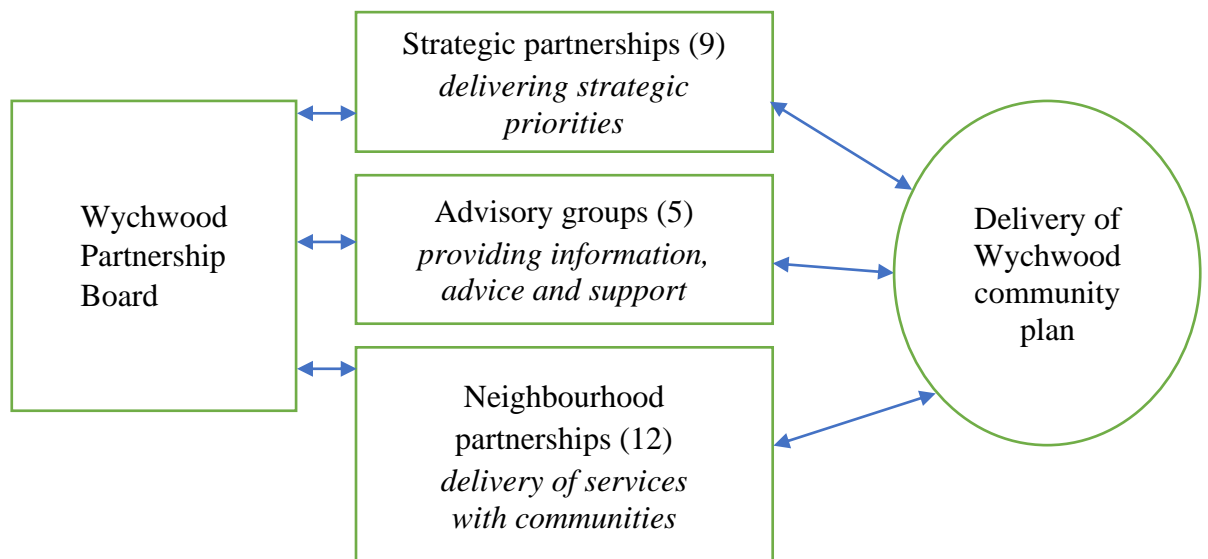 Wychwood
Partnership
Board
Strategic partnerships (9)
delivering strategic
priorities
Advisory groups (5)
providing information,
advice and support
Neighbourhood
partnerships (12)
delivery of services
with communities
Delivery of
Wychwood
community
plan